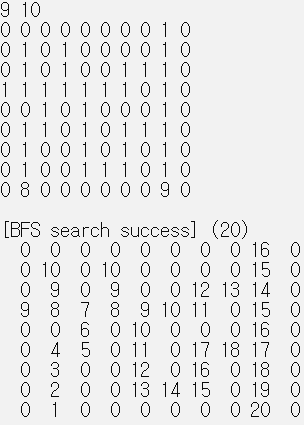 9 10
0 0 0 0 0 0 0 0 1 0
0 1 0 1 0 0 0 0 1 0
0 1 0 1 0 0 1 1 1 0
1 1 1 1 1 1 1 0 1 0
0 0 1 0 1 0 0 0 1 0
0 1 1 0 1 0 1 1 1 0
0 1 0 0 1 0 1 0 1 0
0 1 0 0 1 1 1 0 1 0
0 8 0 0 0 0 0 0 9 0
[BFS search success] (20)
0 0 0 0 0 0 0 0 16 0
0 10 0 10 0 0 0 0 15 0
0 9 0 9 0 0 12 13 14 0
9 8 7 8 9 10 11 0 15 0
0 0 6 0 10 0 0 0 16 0
0 4 5 0 11 0 17 18 17 0
0 3 0 0 12 0 16 0 18 0
0 2 0 0 13 14 15 0 19 0
0 1 0 0 0 0 0 0 20 0